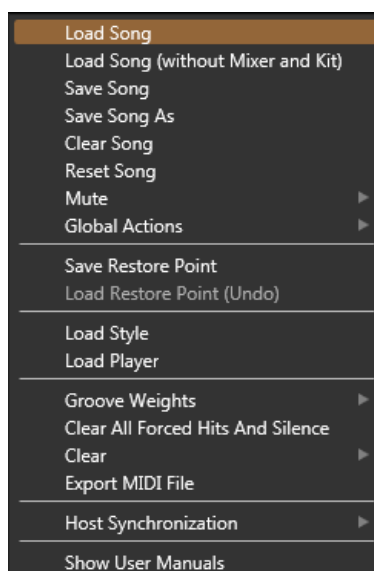 Load Song
Load Song (without Mixer and Kit)
Save Song
Save Song As
Clear Song
Reset Song
Mute
Global Actions
Save Restore Point
Load Restore Point (Undo)
Load Style
Load Player
Groove Weights
Clear All Forced Hits And Silence
Clear
Export MIDI File
Host Synchronization
Show User Manuals